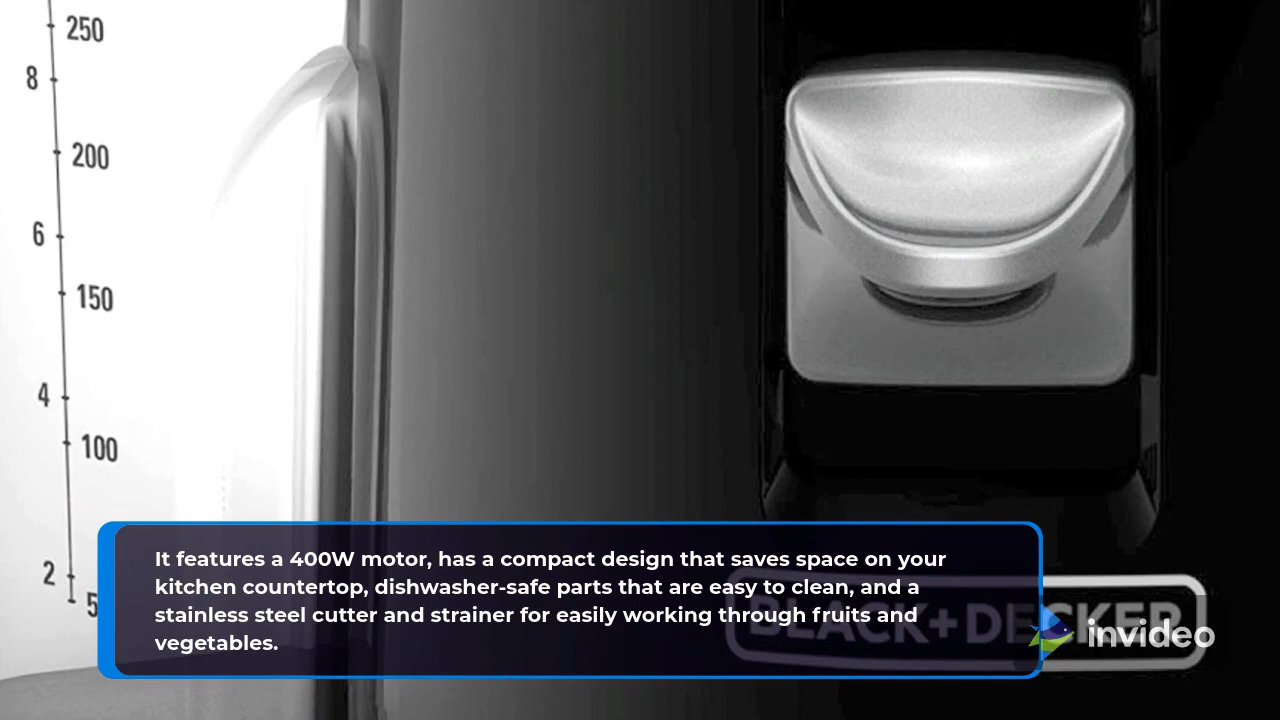 250
8
200
6
150
4
100
2
5
It features a 400W motor, has a compact design that saves space on your
kitchen countertop, dishwasher-safe parts that are easy to clean, and a
stainless steel cutter and strainer for easily working through fruits and
vegetables.
BLACK+DECKER
invideo